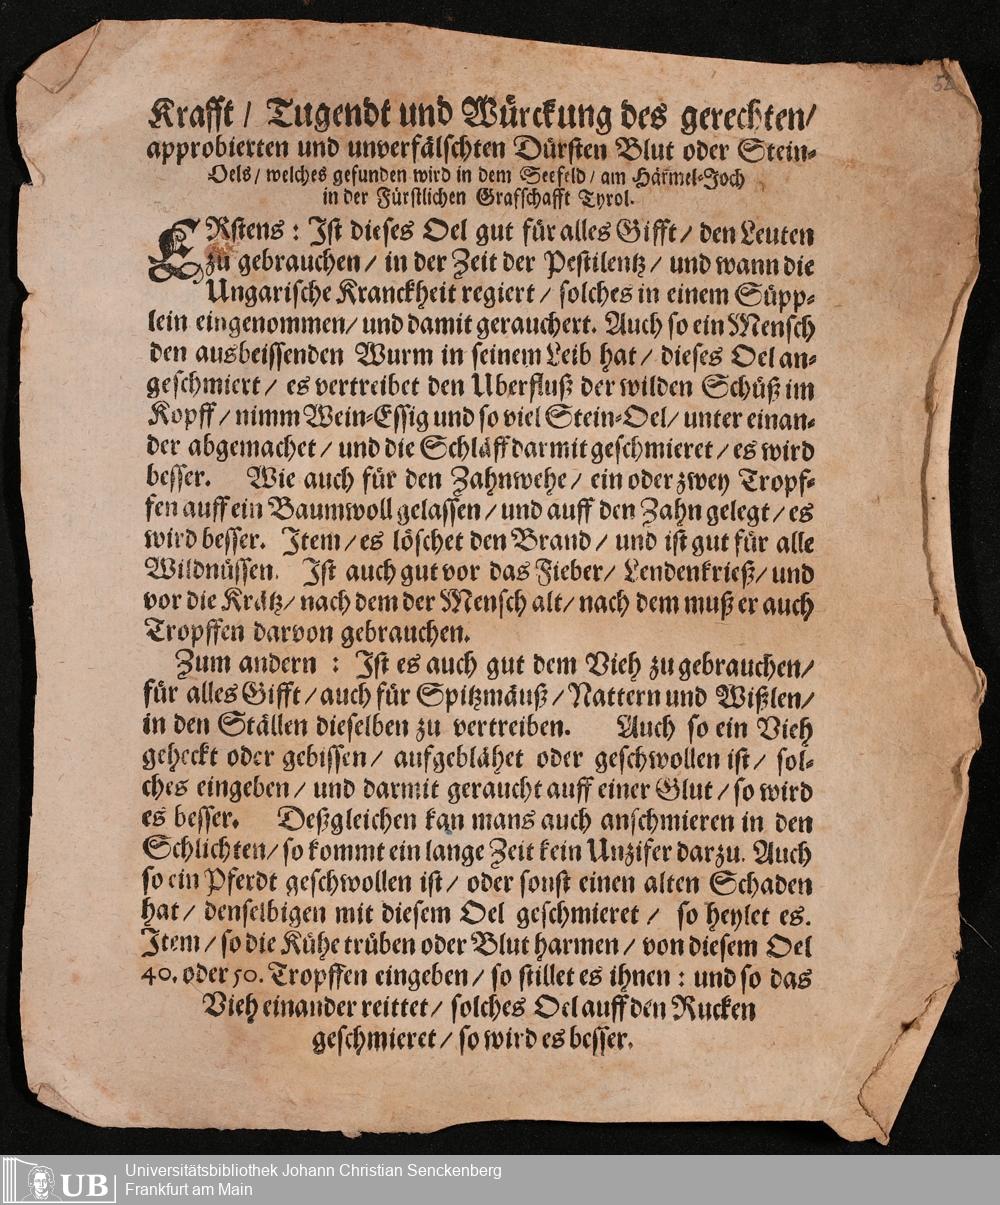 52
Krafft / Tugendt und Würckung des gerechten /
approbierten und unverfälschten Dürsten Blut oder Stein-
Oels / welches gefunden wird in dem Seefeld / am Härmel-Joch
in der Fürstlichen Grafschafft Tyrol.
ERstens : Ist dieses Oel gut für alles Gifft / den Leuten
zu gebrauchen / in der Zeit der Pestilentz / und wann die
Ungarische Kranckheit regiert / solches in einem Süpp-
lein eingenommen / und damit gerauchert. Auch so ein Mensch
den ausbeissenden Wurm in seinem Leib hat / dieses Oel an-
geschmiert / es vertreibet den Uberfluß der wilden Schüß im
Kopff / nimm Wein-Essig und so viel Stein-Oel / unter einan-
der abgemachet / und die Schläff darmit geschmieret / es wird
besser. Wie auch für den Zahnwehe / ein oder zwey Tropf-
fen auff ein Baumwoll gelassen / und auff den Zahn gelegt / es
wird besser. Item / es löschet den Brand / und ist gut für alle
Wildnüssen. Ist auch gut vor das Fieber / Lendenkrieß / und
vor die Krätz / nach dem der Mensch alt / nach dem muß er auch
Tropffen darvon gebrauchen.
Zum andern : Ist es auch gut dem Vieh zu gebrauchen /
für alles Gifft / auch für Spitzmäuß / Nattern und Wißlen /
in den Ställen dieselben zu vertreiben. Auch so ein Vieh
geheckt oder gebissen / aufgeblähet oder geschwollen ist / sol-
ches eingeben / und darmit geraucht auff einer Glut / so wird
es besser. Deßgleichen kan mans auch anschmieren in den
Schlichten / so kommt ein lange Zeit kein Unzifer darzu. Auch
so ein Pferdt geschwollen ist / oder sonst einen alten Schaden
hat / denselbigen mit diesem Oel geschmieret / so heylet es.
Item / so die Kühe trüben oder Blut harmen / von diesem Oel
40. oder 50. Tropffen eingeben / so stillet es ihnen : und so das
Vieh einander reittet / solches Oel auff den Rucken
geschmieret / so wird es besser.
UB
Universitätsbibliothek Johann Christian Senckenberg
Frankfurt am Main